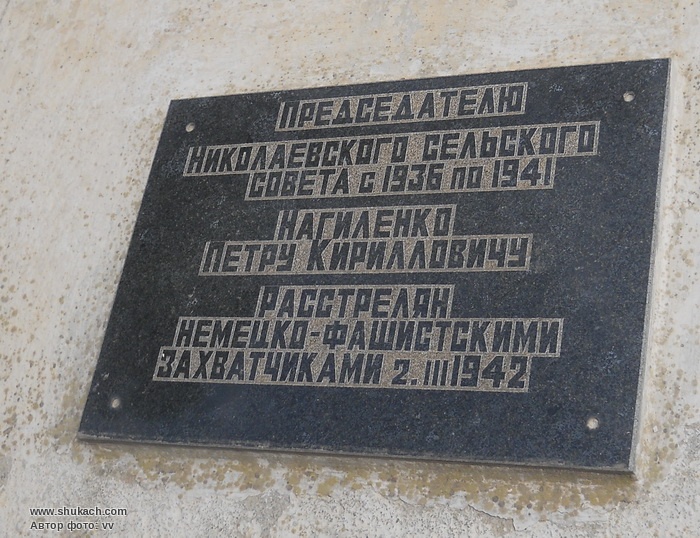 ПРЕДСЕДАТЕЛЮ
НИКОЛАЕВСКОГО СЕЛЬСКОГО
СОВЕТА С 1936 ПО 1941
НАГИЛЕНКО
ПЕТРУ КИРИЛЛОВИЧУ
РАССТРЕЛЯН
НЕМЕЦКО-ФАШИСТСКИМИ
ЗАХВАТЧИКАМИ 2.III 1942
www.shukach.com
Автор фото: vv